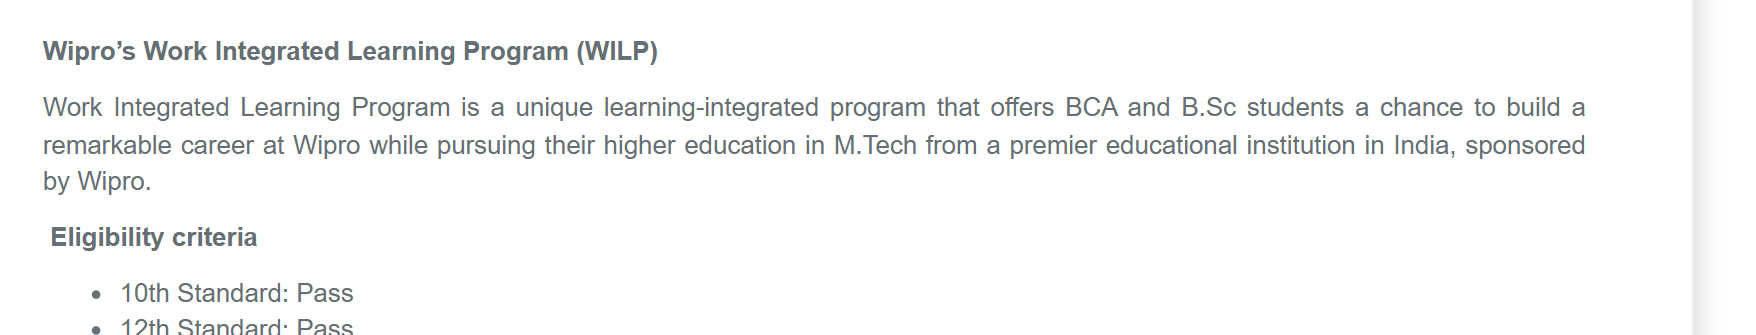 Wipro’s Work Integrated Learning Program (WILP)
Work Integrated Learning Program is a unique learning-integrated program that offers BCA and B.Sc students a chance to build a
remarkable career at Wipro while pursuing their higher education in M.Tech from a premier educational institution in India, sponsored
by Wipro.
Eligibility criteria
• 10th Standard: Pass
• 12th Standard: Pass